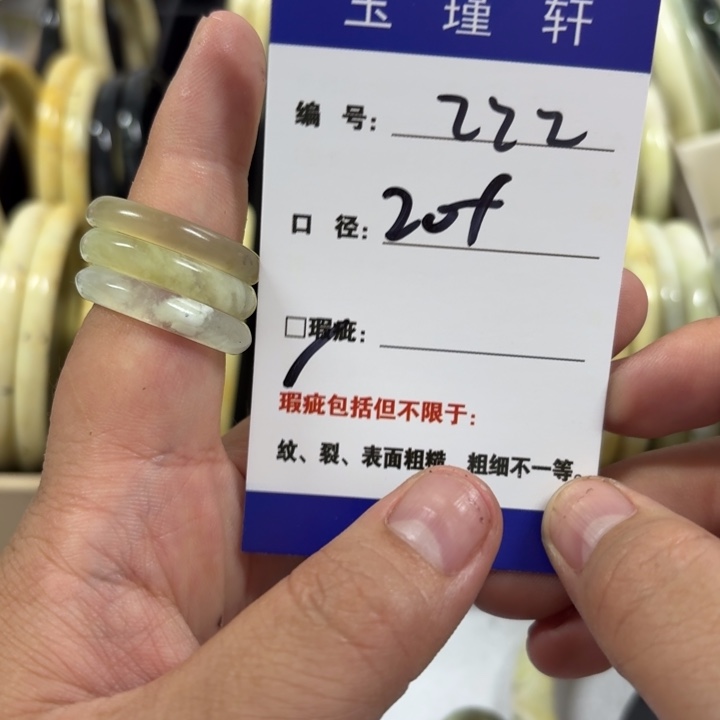 玉瑾轩
编号：222
口径：20f
□瑕疵：
瑕疵包括但不限于：
纹、裂、表面粗糙、粗细不一等。